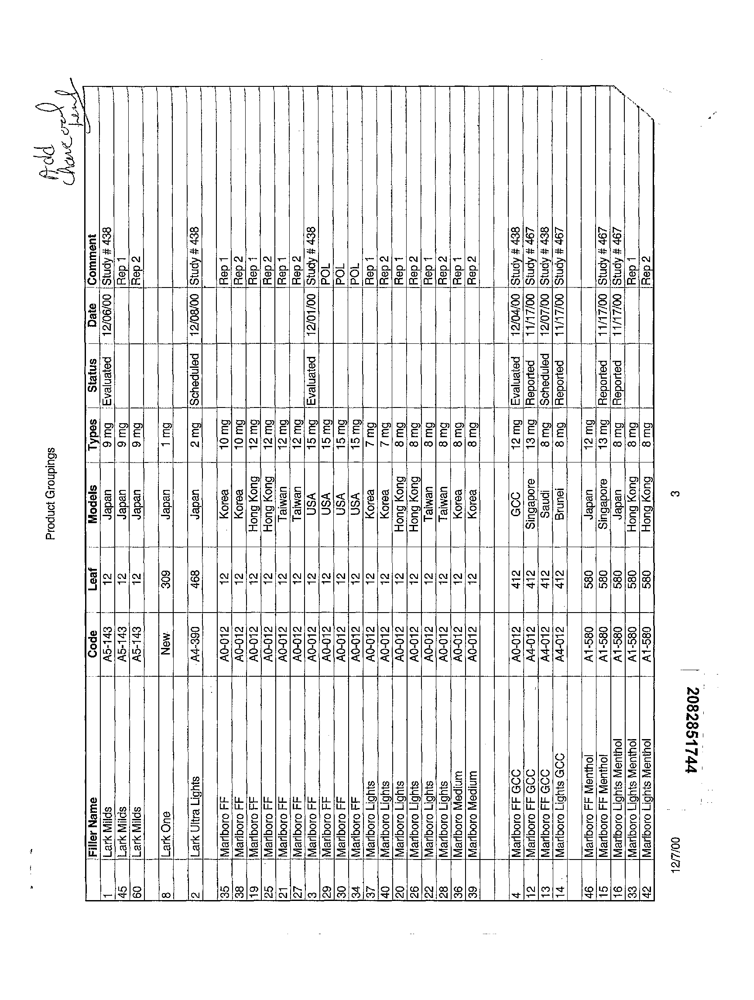 Add
Charcoal
Product Groupings
Filler Name Code Leaf Models Types Status Date Comment
1 Lark Milds A5-143 12 Japan 9 mg Evaluated 12/06/00 Study # 438
45 Lark Milds A5-143 12 Japan 9 mg Rep 1
60 Lark Milds A5-143 12 Japan 9 mg Rep 2
8 Lark One New 309 Japan 1 mg
2 Lark Ultra Lights A4-390 468 Japan 2 mg Scheduled 12/08/00 Study # 438
35 Marlboro FF A0-012 12 Korea 10 mg Rep 1
38 Marlboro FF A0-012 12 Korea 10 mg Rep 2
19 Marlboro FF A0-012 12 Hong Kong 12 mg Rep 1
25 Marlboro FF A0-012 12 Hong Kong 12 mg Rep 2
21 Marlboro FF A0-012 12 Taiwan 12 mg Rep 1
27 Marlboro FF A0-012 12 Taiwan 12 mg Rep 2
3 Marlboro FF A0-012 12 USA 15 mg Evaluated 12/01/00 Study # 438
29 Marlboro FF A0-012 12 USA 15 mg POL
30 Marlboro FF A0-012 12 USA 15 mg POL
34 Marlboro FF A0-012 12 USA 15 mg POL
37 Marlboro Lights A0-012 12 Korea 7 mg Rep 1
40 Marlboro Lights A0-012 12 Korea 7 mg Rep 2
20 Marlboro Lights A0-012 12 Hong Kong 8 mg Rep 1
26 Marlboro Lights A0-012 12 Hong Kong 8 mg Rep 2
22 Marlboro Lights A0-012 12 Taiwan 8 mg Rep 1
28 Marlboro Lights A0-012 12 Taiwan 8 mg Rep 2
36 Marlboro Medium A0-012 12 Korea 8 mg Rep 1
39 Marlboro Medium A0-012 12 Korea 8 mg Rep 2
4 Marlboro FF GCC A0-012 412 GCC 12 mg Evaluated 12/04/00 Study # 438
12 Marlboro FF GCC A4-012 412 Singapore 13 mg Reported 11/17/00 Study # 467
13 Marlboro FF GCC A4-012 412 Saudi 8 mg Scheduled 12/07/00 Study # 438
14 Marlboro Lights GCC A4-012 412 Brunei 8 mg Reported 11/17/00 Study # 467
46 Marlboro FF Menthol A1-580 580 Japan 12 mg
15 Marlboro FF Menthol A1-580 580 Singapore 13 mg Reported 11/17/00 Study # 467
16 Marlboro Lights Menthol A1-580 580 Japan 8 mg Reported 11/17/00 Study # 467
33 Marlboro Lights Menthol A1-580 580 Hong Kong 8 mg Rep 1
42 Marlboro Lights Menthol A1-580 580 Hong Kong 8 mg Rep 2
12/7/00 3
2082851744